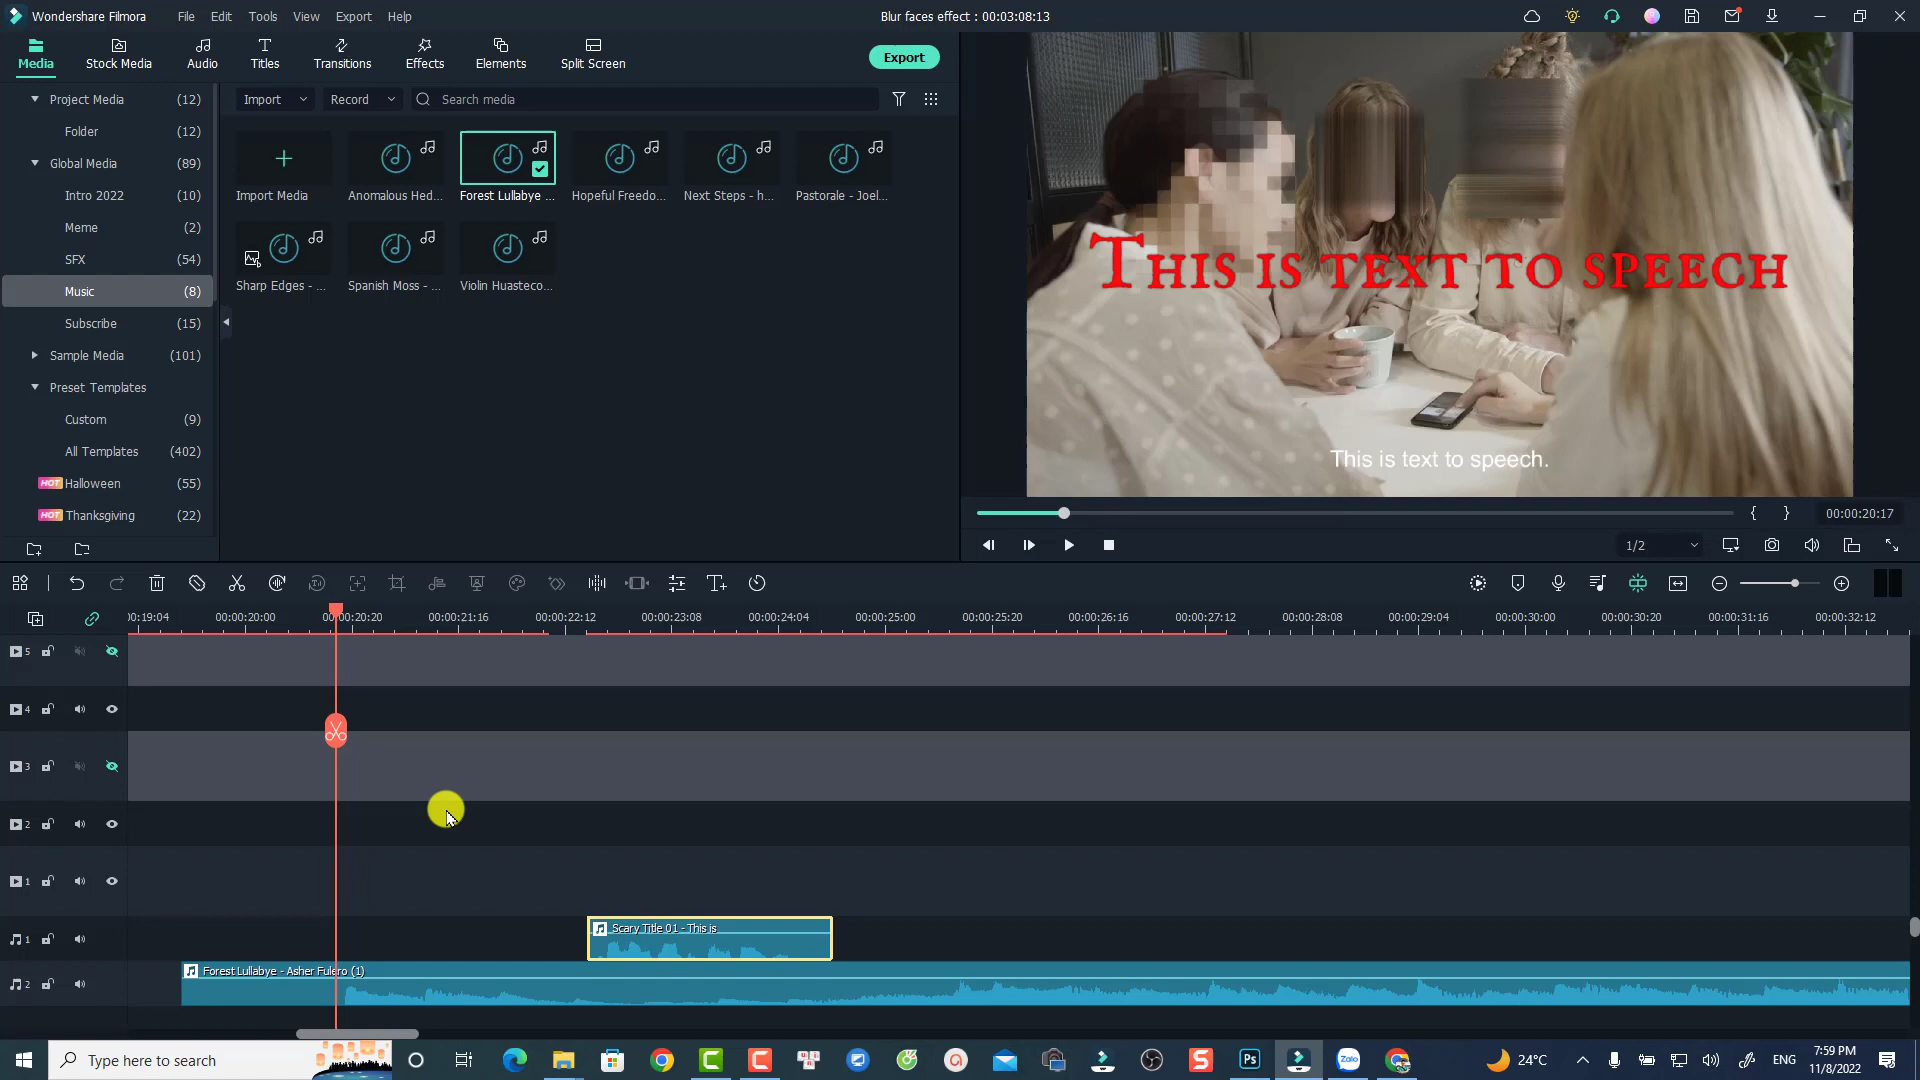 Wondershare Filmora
File Edit Tools View Export Help
Blur faces effect : 00:03:08:13
Media
Stock Media
Audio
Titles
Transitions
Effects
Elements
Split Screen
Export
Project Media (12)
Folder (12)
Global Media (89)
Intro 2022 (10)
Meme (2)
SFX (54)
Music (8)
Subscribe (15)
Sample Media (101)
Preset Templates
Custom (9)
All Templates (402)
HOT Halloween (55)
HOT Thanksgiving (22)
Import
Record
Search media
Import Media
Anomalous Hed...
Forest Lullabye ...
Hopeful Freedo...
Next Steps - h...
Pastorale - Joel...
Sharp Edges - ...
Spanish Moss - ...
Violin Huasteco...
This is text to speech
This is text to speech.
00:00:20:17
1/2
00:19:04 00:00:20:00 00:00:20:20 00:00:21:16 00:00:22:12 00:00:23:08 00:00:24:04 00:00:25:00 00:00:25:20 00:00:26:16 00:00:27:12 00:00:28:08 00:00:29:04 00:00:30:00 00:00:30:20 00:00:31:16 00:00:32:12
5
4
3
2
1
1
Scary Title 01 - This is
2
Forest Lullabye - Asher Fulero (1)
Type here to search
Ps
Zalo
24°C
ENG
7:59 PM
11/8/2022